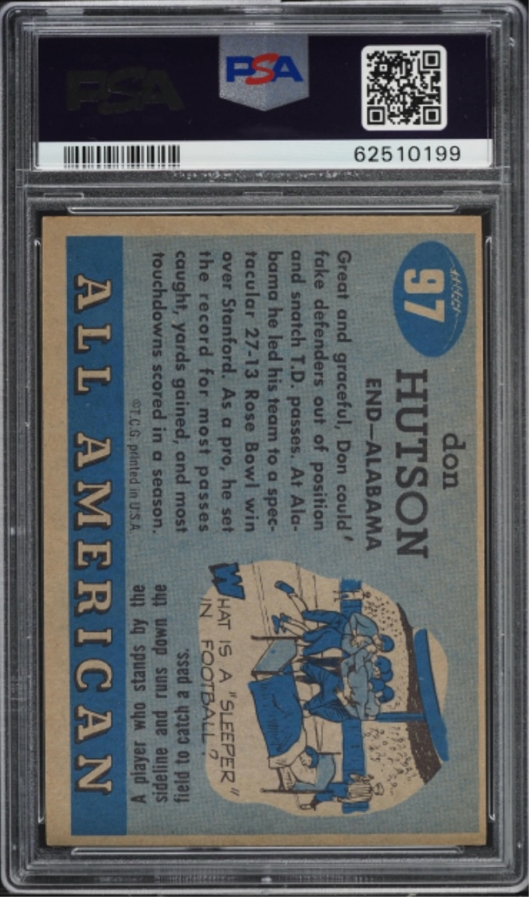 PSA
PSA
62510199
97
don
HUTSON
END—ALABAMA
Great and graceful, Don could
fake defenders out of position
and snatch T.D. passes. At Ala-
bama he led his team to a spec-
tacular 27-13 Rose Bowl win
over Stanford. As a pro, he set
the record for most passes
caught, yards gained, and most
touchdowns scored in a season.
©T.C.G. printed in U.S.A.
WHAT IS A "SLEEPER"
IN FOOTBALL?
A player who stands by the
sideline and runs down the
field to catch a pass.
ALL AMERICAN